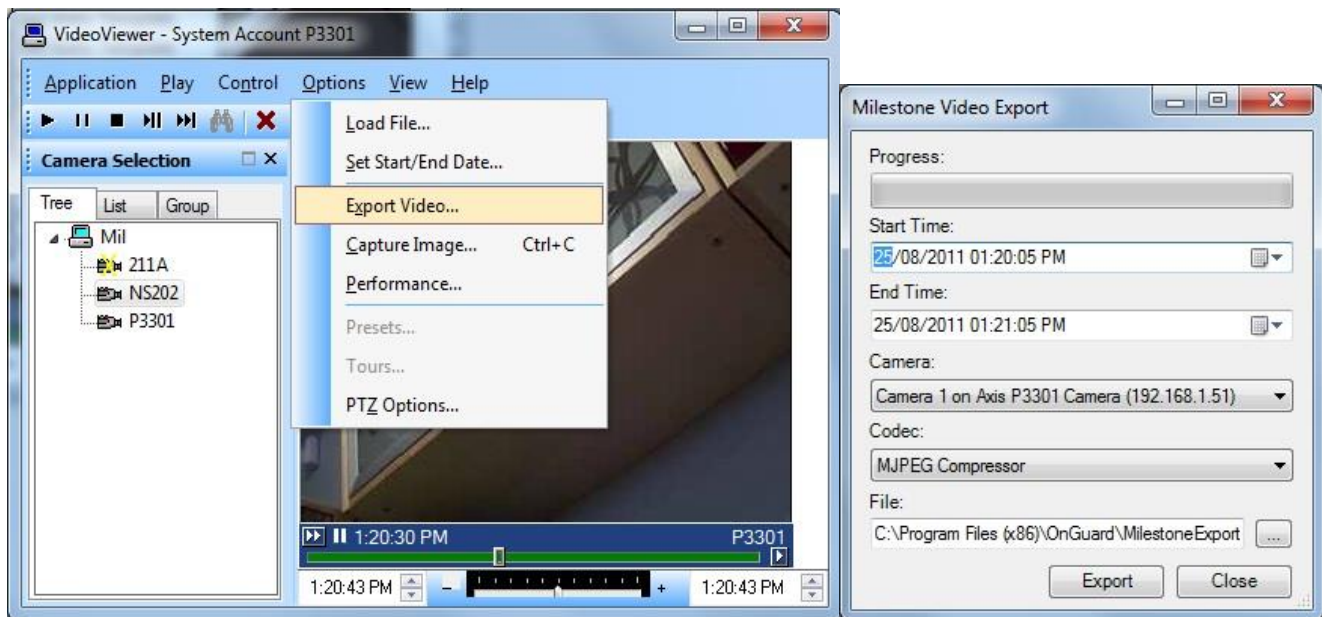 VideoViewer - System Account P3301
Application Play Control Options View Help
Camera Selection
Tree List Group
Mil
211A
NS202
P3301
Load File...
Set Start/End Date...
Export Video...
Capture Image... Ctrl+C
Performance...
Presets...
Tours...
PTZ Options...
1:20:30 PM P3301
1:20:43 PM - + 1:20:43 PM
Milestone Video Export
Progress:
Start Time:
25/08/2011 01:20:05 PM
End Time:
25/08/2011 01:21:05 PM
Camera:
Camera 1 on Axis P3301 Camera (192.168.1.51)
Codec:
MJPEG Compressor
File:
C:\Program Files (x86)\OnGuard\MilestoneExport ...
Export Close